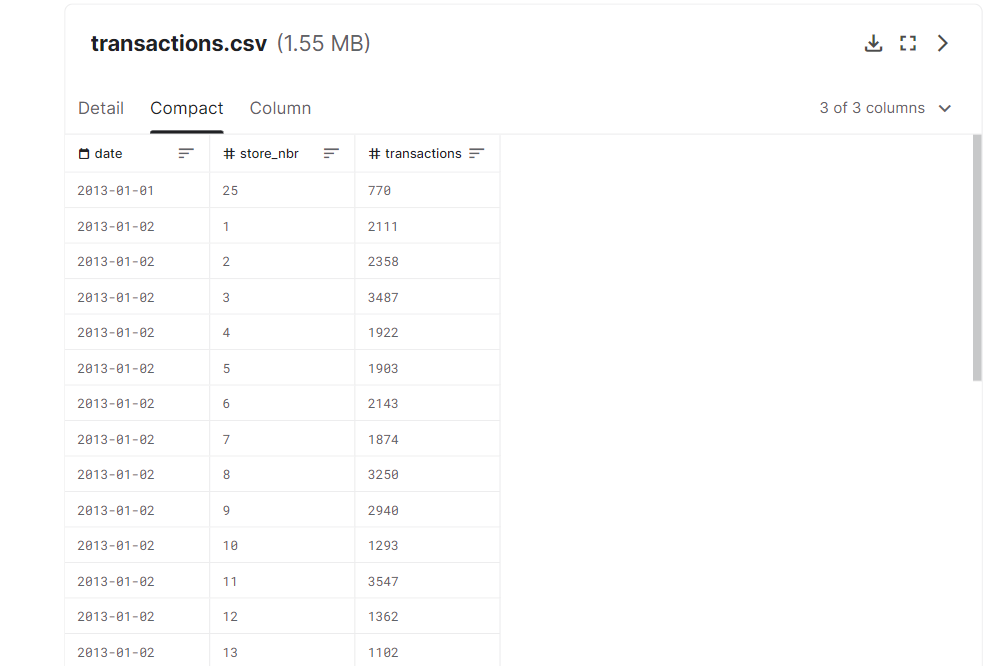 transactions.csv (1.55 MB)
Detail Compact Column 3 of 3 columns
date # store_nbr # transactions
2013-01-01 25 770
2013-01-02 1 2111
2013-01-02 2 2358
2013-01-02 3 3487
2013-01-02 4 1922
2013-01-02 5 1903
2013-01-02 6 2143
2013-01-02 7 1874
2013-01-02 8 3250
2013-01-02 9 2940
2013-01-02 10 1293
2013-01-02 11 3547
2013-01-02 12 1362
2013-01-02 13 1102